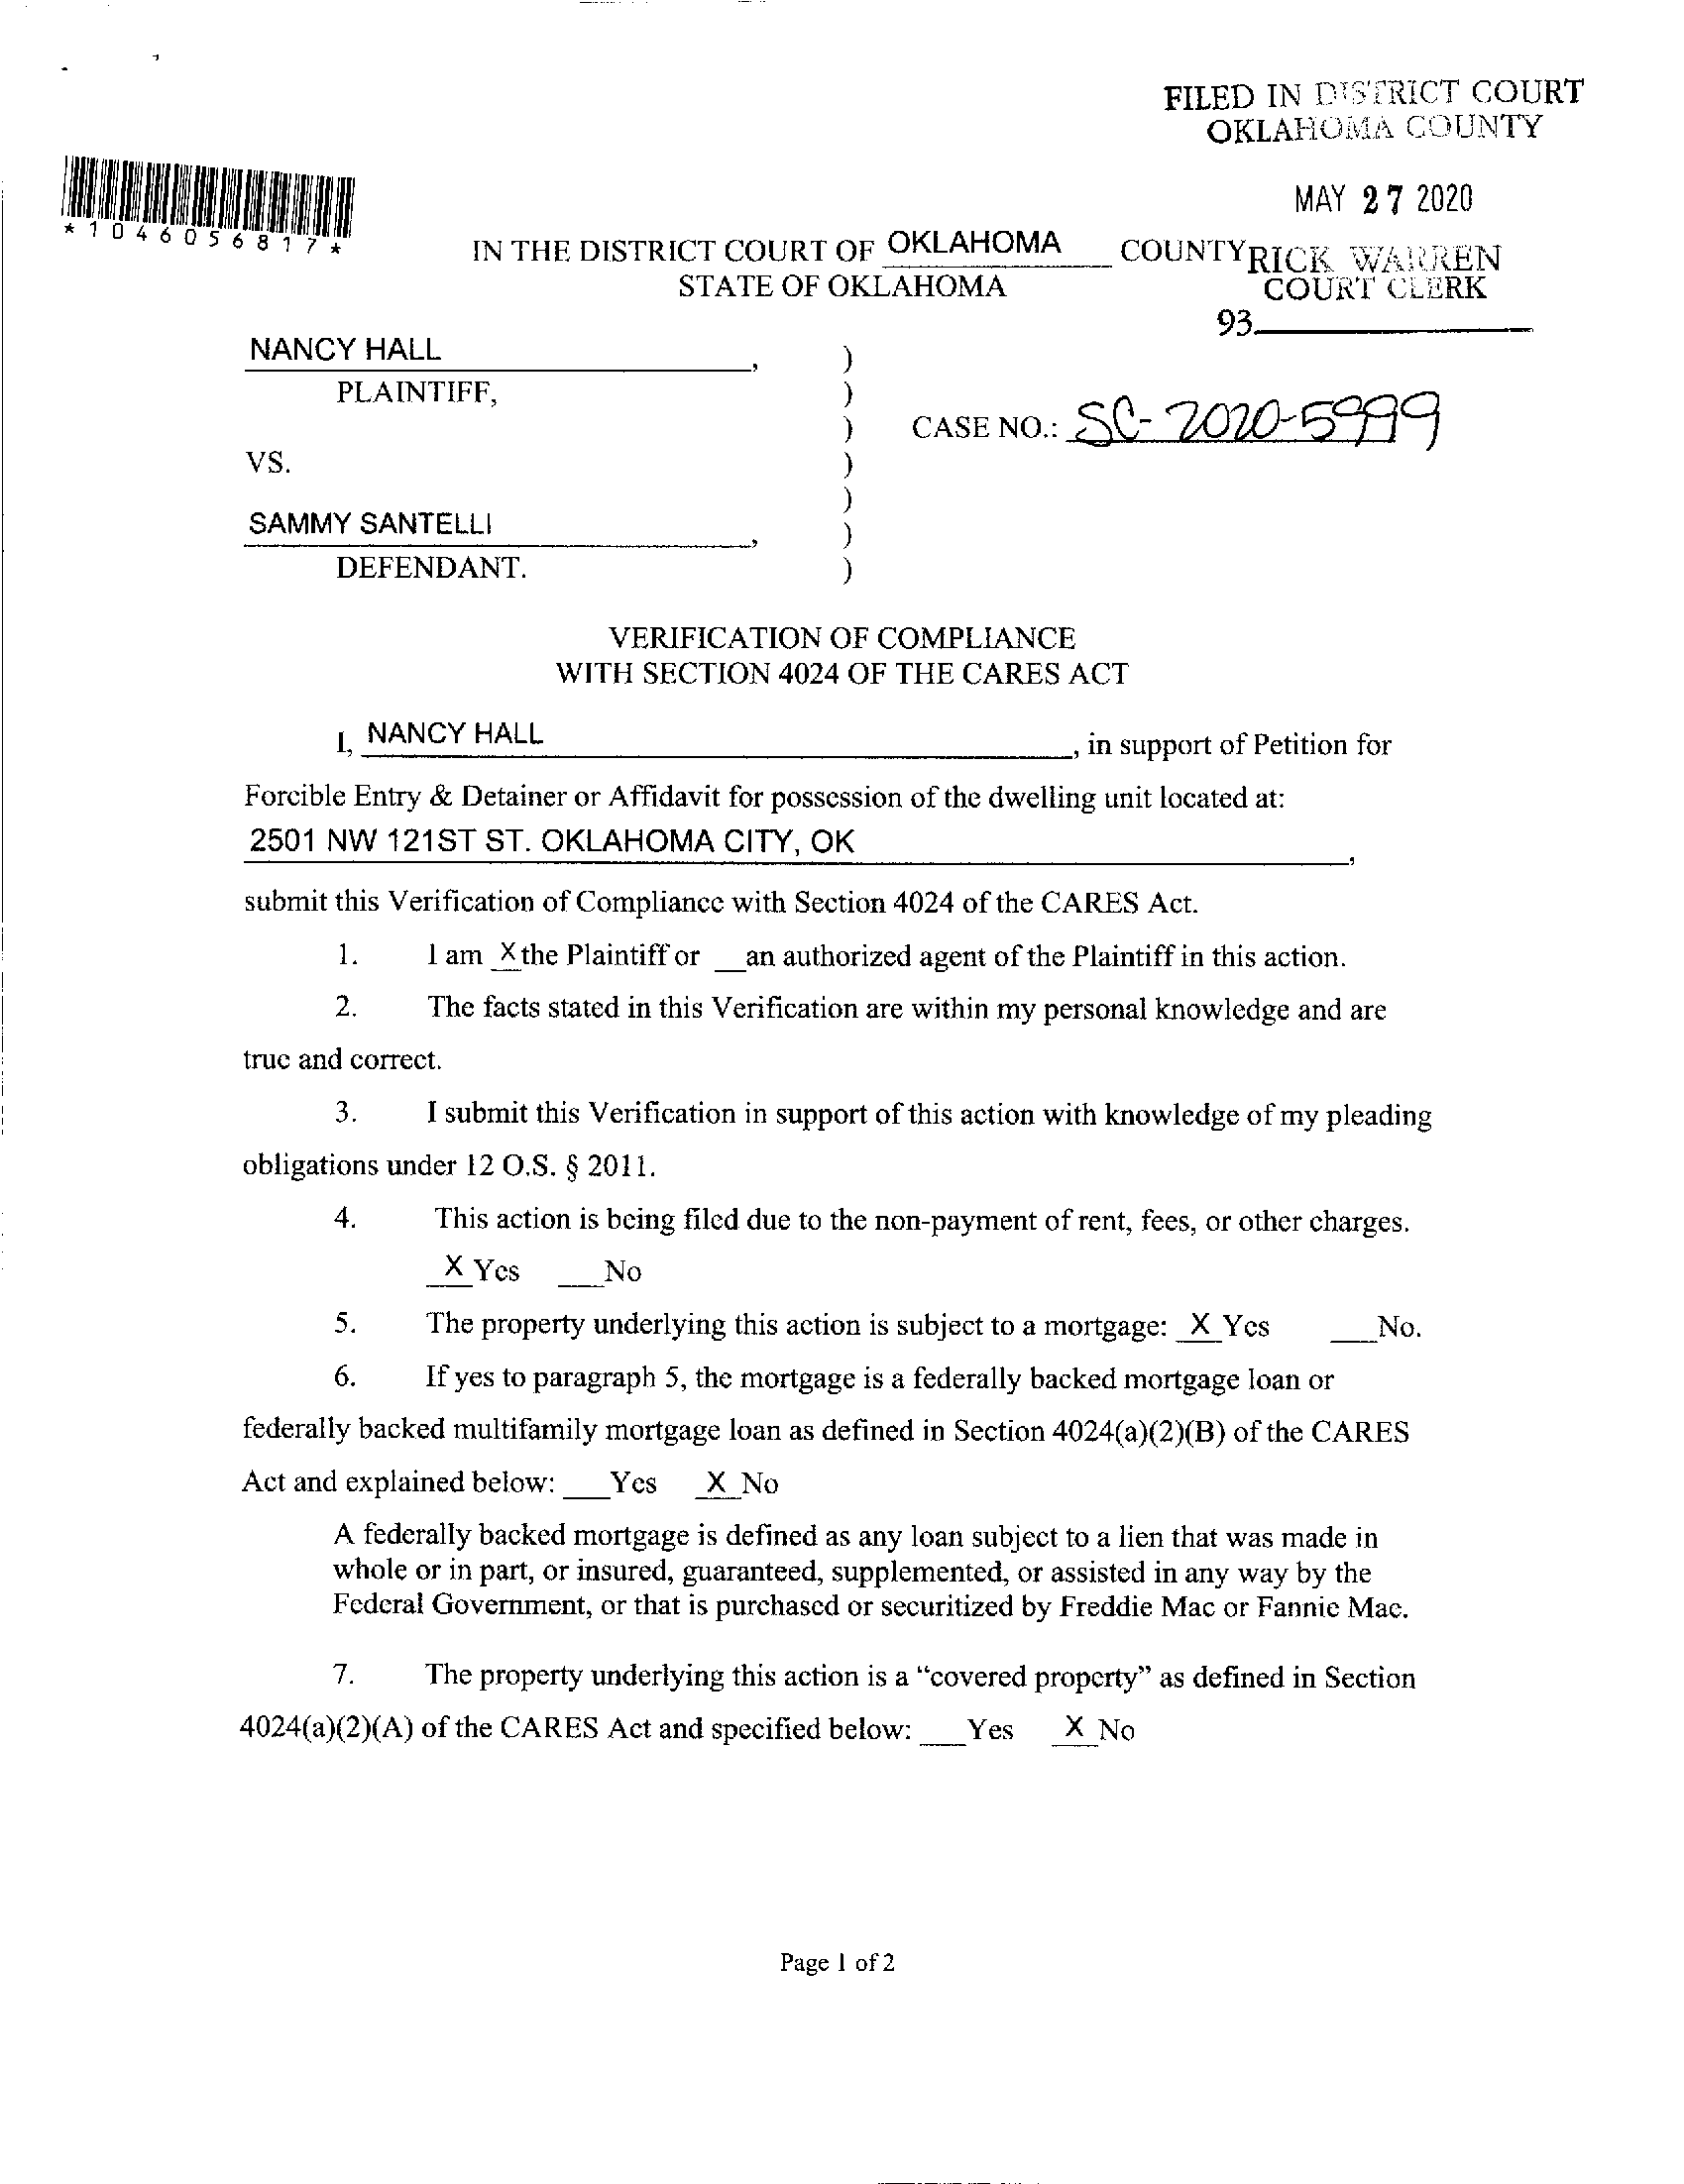 FILED IN DISTRICT COURT
OKLAHOMA COUNTY
MAY 27 2020
*1046056817*
IN THE DISTRICT COURT OF OKLAHOMA COUNTY RICK WARREN
STATE OF OKLAHOMA COURT CLERK
93
NANCY HALL, )
PLAINTIFF, )
) CASE NO.: SC-2020-5999
VS. )
)
SAMMY SANTELLI, )
DEFENDANT. )
VERIFICATION OF COMPLIANCE
WITH SECTION 4024 OF THE CARES ACT
I, NANCY HALL, in support of Petition for
Forcible Entry & Detainer or Affidavit for possession of the dwelling unit located at:
2501 NW 121ST ST. OKLAHOMA CITY, OK,
submit this Verification of Compliance with Section 4024 of the CARES Act.
1. I am X the Plaintiff or __an authorized agent of the Plaintiff in this action.
2. The facts stated in this Verification are within my personal knowledge and are
true and correct.
3. I submit this Verification in support of this action with knowledge of my pleading
obligations under 12 O.S. § 2011.
4. This action is being filed due to the non-payment of rent, fees, or other charges.
X Yes ___No
5. The property underlying this action is subject to a mortgage: X Yes ___No.
6. If yes to paragraph 5, the mortgage is a federally backed mortgage loan or
federally backed multifamily mortgage loan as defined in Section 4024(a)(2)(B) of the CARES
Act and explained below: ___Yes X No
A federally backed mortgage is defined as any loan subject to a lien that was made in
whole or in part, or insured, guaranteed, supplemented, or assisted in any way by the
Federal Government, or that is purchased or securitized by Freddie Mac or Fannie Mae.
7. The property underlying this action is a “covered property” as defined in Section
4024(a)(2)(A) of the CARES Act and specified below: ___Yes X No
Page 1 of 2